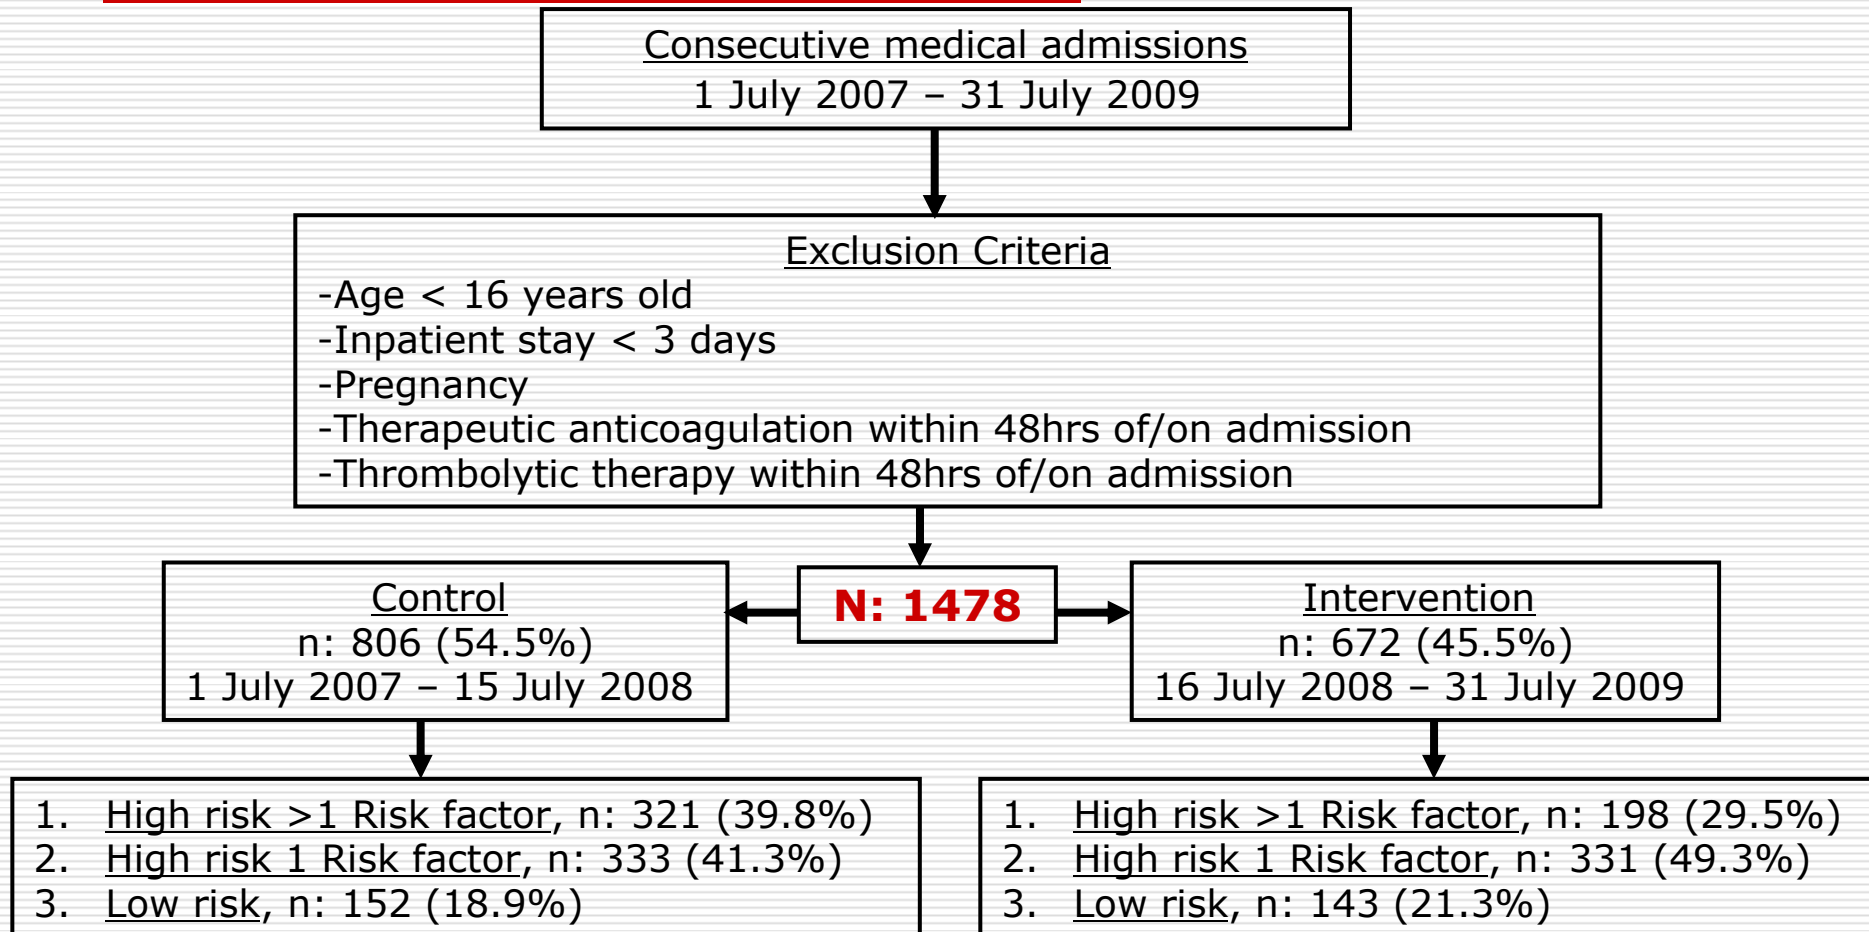 Consecutive medical admissions
1 July 2007 – 31 July 2009
Exclusion Criteria
-Age < 16 years old
-Inpatient stay < 3 days
-Pregnancy
-Therapeutic anticoagulation within 48hrs of/on admission
-Thrombolytic therapy within 48hrs of/on admission
Control
n: 806 (54.5%)
1 July 2007 – 15 July 2008
N: 1478
Intervention
n: 672 (45.5%)
16 July 2008 – 31 July 2009
1. High risk >1 Risk factor, n: 321 (39.8%)
2. High risk 1 Risk factor, n: 333 (41.3%)
3. Low risk, n: 152 (18.9%)
1. High risk >1 Risk factor, n: 198 (29.5%)
2. High risk 1 Risk factor, n: 331 (49.3%)
3. Low risk, n: 143 (21.3%)